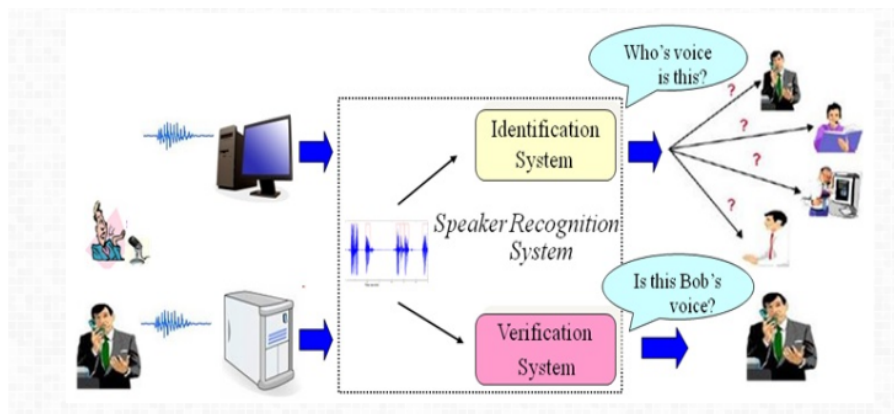 Who's voice
is this?
?
?
?
?
Identification
System
Speaker Recognition
System
Is this Bob's
voice?
Verification
System